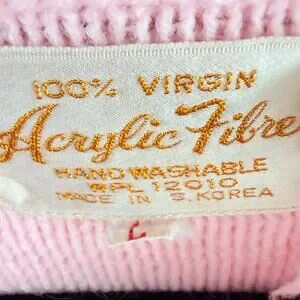 100% VIRGIN
Acrylic Fibre
HAND WASHABLE
RPL 12010
MADE IN S. KOREA
L